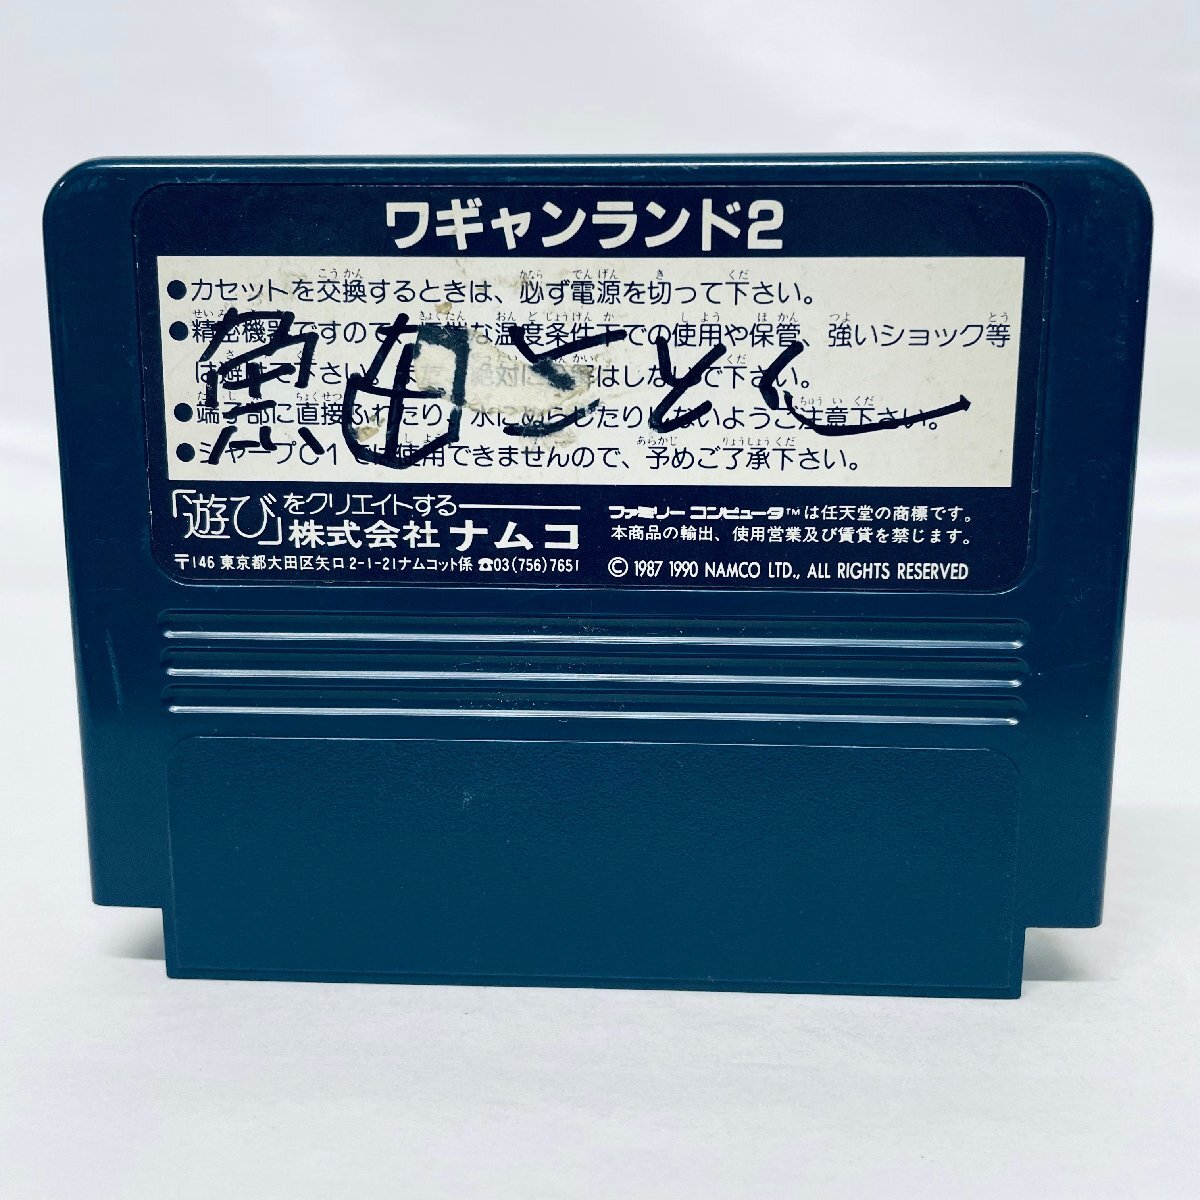 ワギャンランド2
●カセットを交換するときは、必ず電源を切って下さい。
●精密機器ですので、な温度条件下での使用や保管、強いショック等
は避けて下さい。はしないで下さい。
●端子部に直接ふれたり、水にぬらしたりしないようご注意下さい。
●シャープC1では使用できませんので、予めご了承下さい。
「遊び」をクリエイトする
株式会社ナムコ
〒146 東京都大田区矢口2-1-21ナムコット係 ☎03(756)7651
ファミリーコンピュータ™は任天堂の商標です。
本商品の輸出、使用営業及び賃貸を禁じます。
© 1987 1990 NAMCO LTD., ALL RIGHTS RESERVED